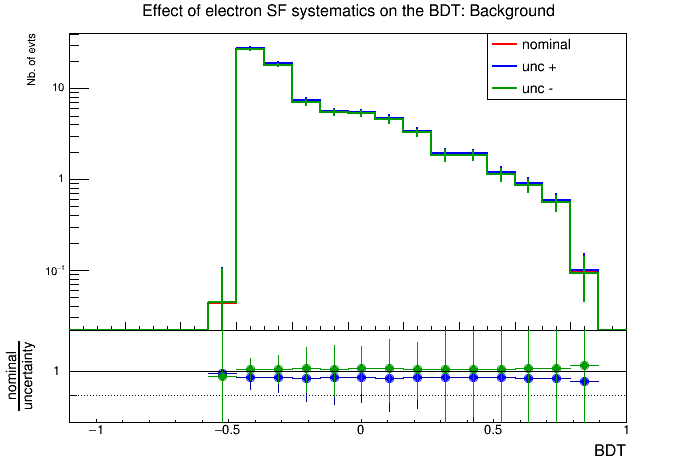 Effect of electron SF systematics on the BDT: Background
Nb. of evts
nominal
unc +
unc -
10
1
10⁻¹
nominal
uncertainty
1
−1
−0.5
0
0.5
1
BDT